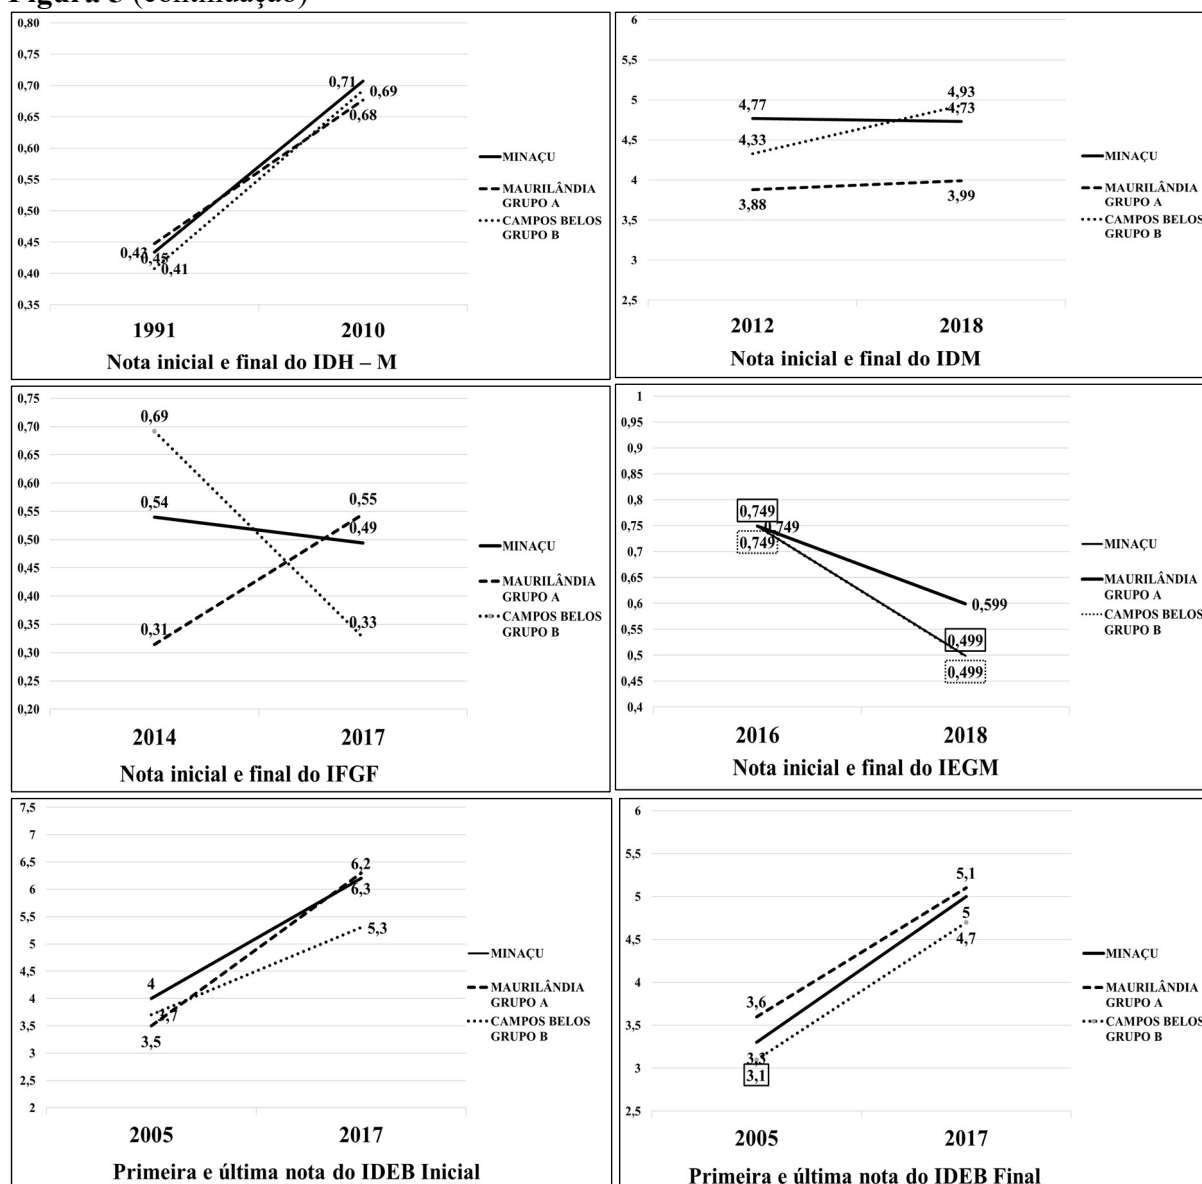 Figura 5 (continuação)
0,80
0,75
0,70
0,65
0,60
0,55
0,50
0,45
0,40
0,35
0,71
0,69
0,68
0,43
0,45
0,41
1991 2010
Nota inicial e final do IDH – M
MINAÇU
MAURILÂNDIA
GRUPO A
CAMPOS BELOS
GRUPO B
6
5,5
5
4,5
4
3,5
3
2,5
4,77
4,33
3,88
4,93
4,73
3,99
2012 2018
Nota inicial e final do IDM
MINAÇU
MAURILÂNDIA
GRUPO A
CAMPOS BELOS
GRUPO B
0,75
0,70
0,65
0,60
0,55
0,50
0,45
0,40
0,35
0,30
0,25
0,20
0,69
0,54
0,31
0,55
0,49
0,33
2014 2017
Nota inicial e final do IFGF
MINAÇU
MAURILÂNDIA
GRUPO A
CAMPOS BELOS
GRUPO B
1
0,95
0,9
0,85
0,8
0,75
0,7
0,65
0,6
0,55
0,5
0,45
0,4
0,749
0,749
0,749
0,599
0,499
0,499
2016 2018
Nota inicial e final do IEGM
MINAÇU
MAURILÂNDIA
GRUPO A
CAMPOS BELOS
GRUPO B
7,5
7
6,5
6
5,5
5
4,5
4
3,5
3
2,5
2
4
3,7
3,5
6,2
6,3
5,3
2005 2017
Primeira e última nota do IDEB Inicial
MINAÇU
MAURILÂNDIA
GRUPO A
CAMPOS BELOS
GRUPO B
6
5,5
5
4,5
4
3,5
3
2,5
3,6
3,3
3,1
5,1
5
4,7
2005 2017
Primeira e última nota do IDEB Final
MINAÇU
MAURILÂNDIA
GRUPO A
CAMPOS BELOS
GRUPO B